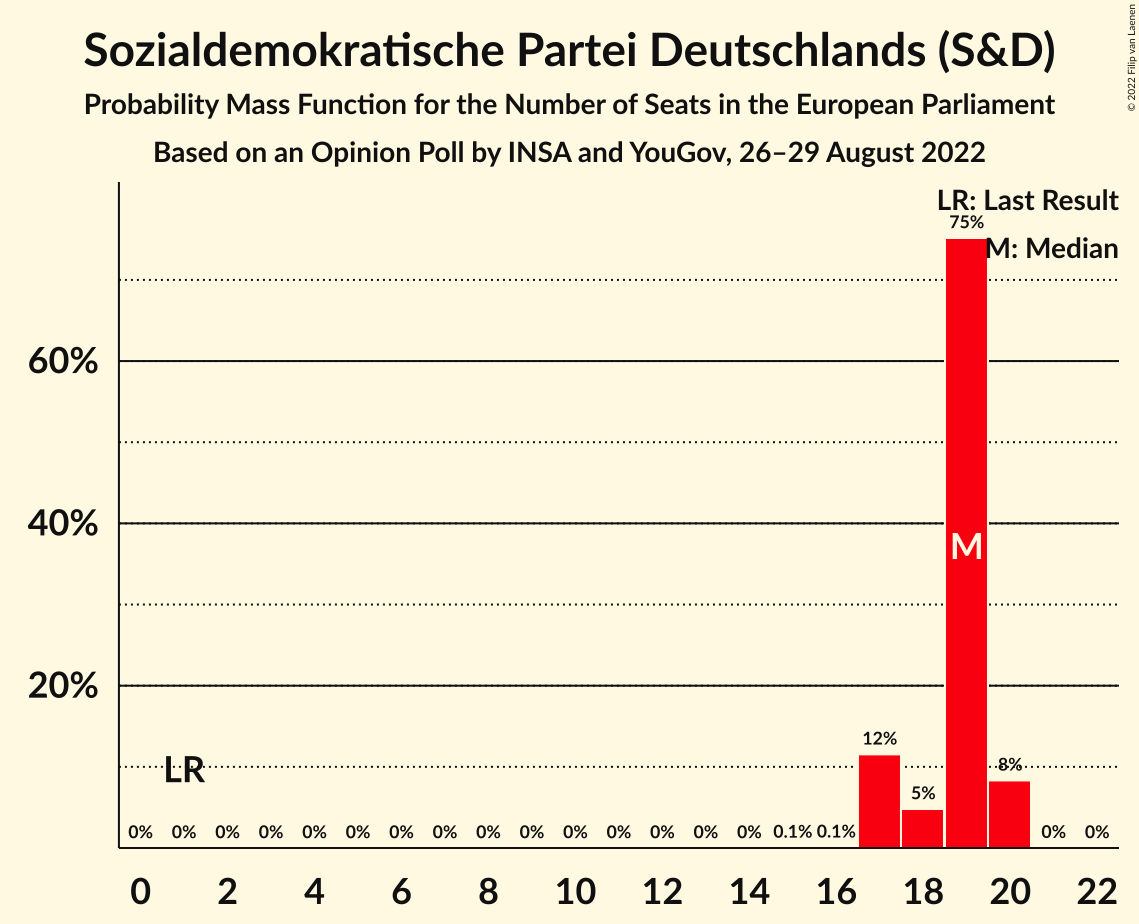 Sozialdemokratische Partei Deutschlands (S&D)
Probability Mass Function for the Number of Seats in the European Parliament
Based on an Opinion Poll by INSA and YouGov, 26–29 August 2022
© 2022 Filip van Laenen
LR: Last Result
75%
M: Median
60%
40%
M
20%
12%
LR
8%
5%
0% 0% 0% 0% 0% 0% 0% 0% 0% 0% 0% 0% 0% 0% 0% 0.1% 0.1% 0% 0%
0 2 4 6 8 10 12 14 16 18 20 22